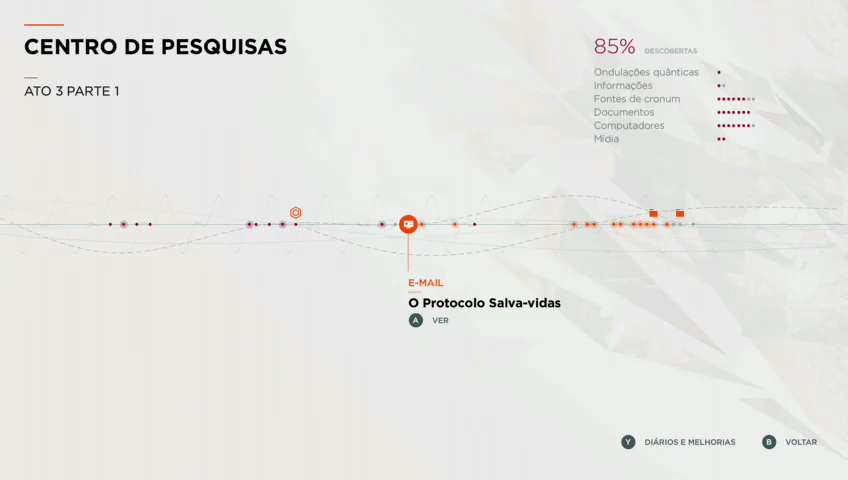 CENTRO DE PESQUISAS
ATO 3 PARTE 1
85% DESCOBERTAS
Ondulações quânticas
Informações
Fontes de cronum
Documentos
Computadores
Mídia
E-MAIL
O Protocolo Salva-vidas
A VER
Y DIÁRIOS E MELHORIAS
B VOLTAR